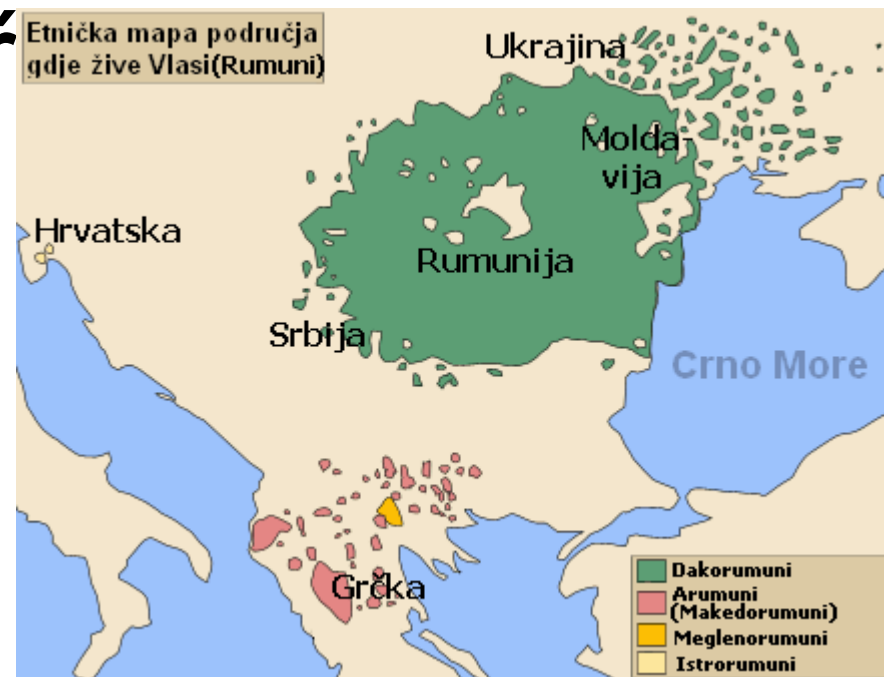 Etnička mapa područja
gdje žive Vlasi(Rumuni)
Ukrajina
Molda-
vija
Hrvatska
Rumunija
Srbija
Crno More
Grčka
Dakorumuni
Arumuni
(Makedorumuni)
Meglenorumuni
Istrorumuni